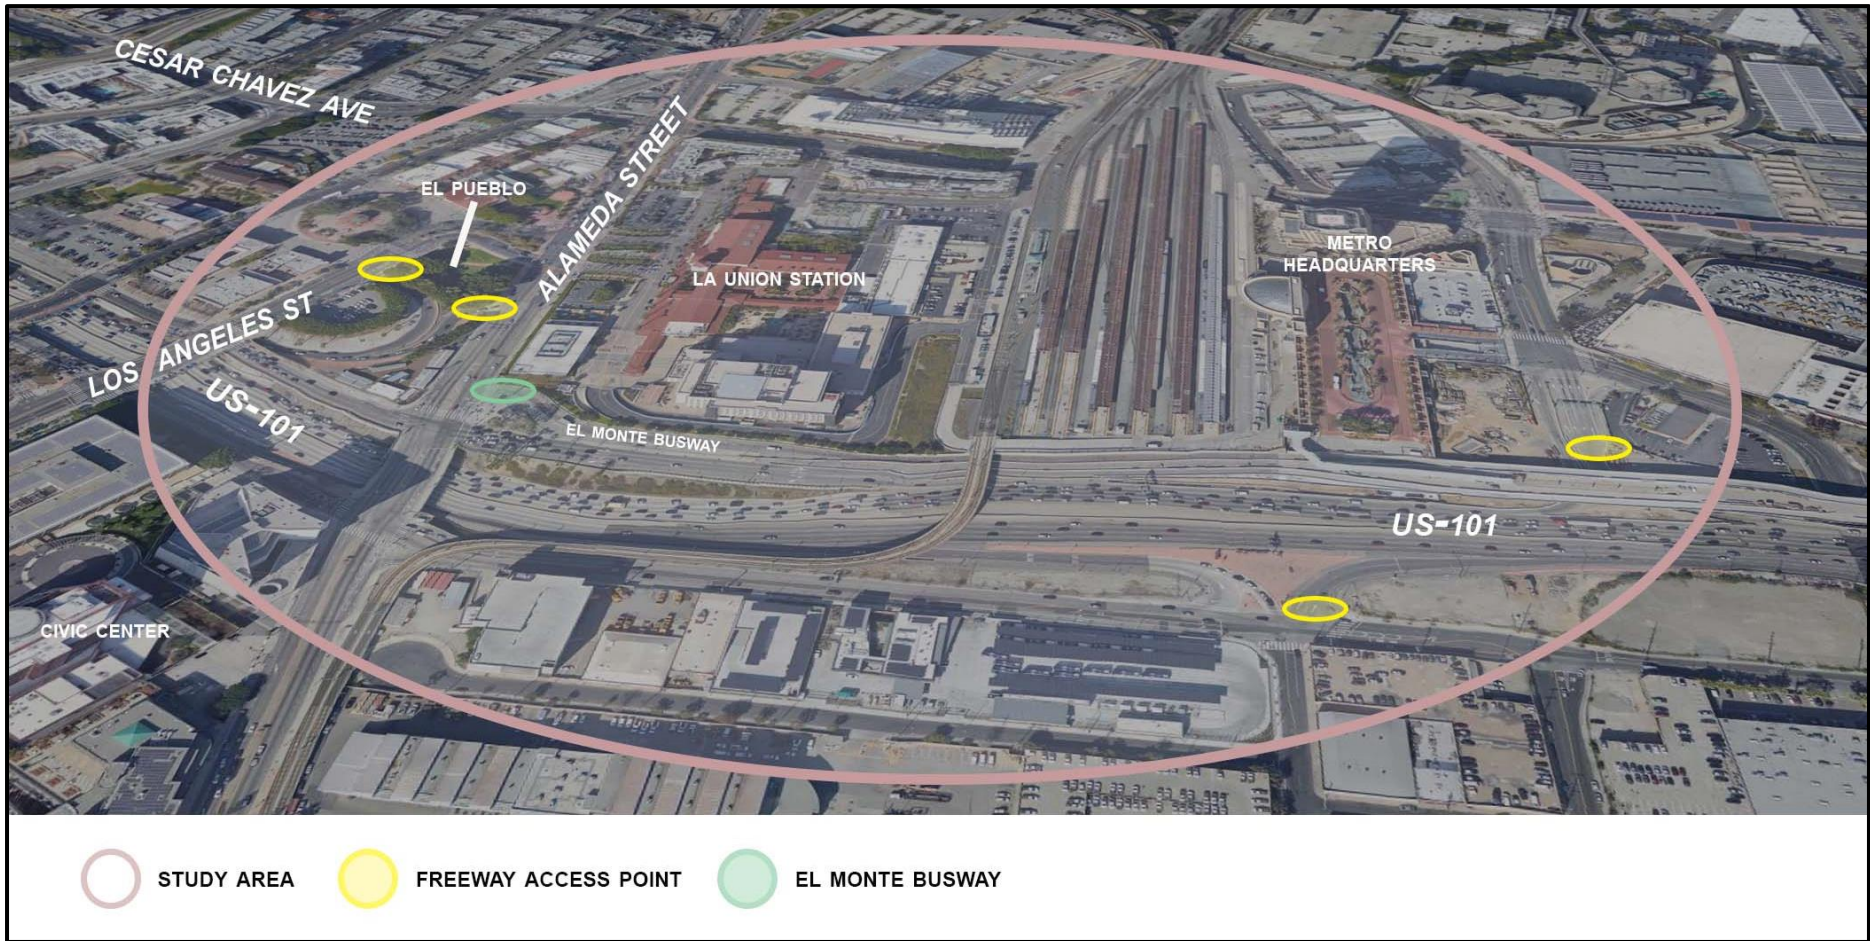 CESAR CHAVEZ AVE
ALAMEDA STREET
EL PUEBLO
LA UNION STATION
METRO
HEADQUARTERS
LOS ANGELES ST
US-101
EL MONTE BUSWAY
US-101
CIVIC CENTER
STUDY AREA
FREEWAY ACCESS POINT
EL MONTE BUSWAY